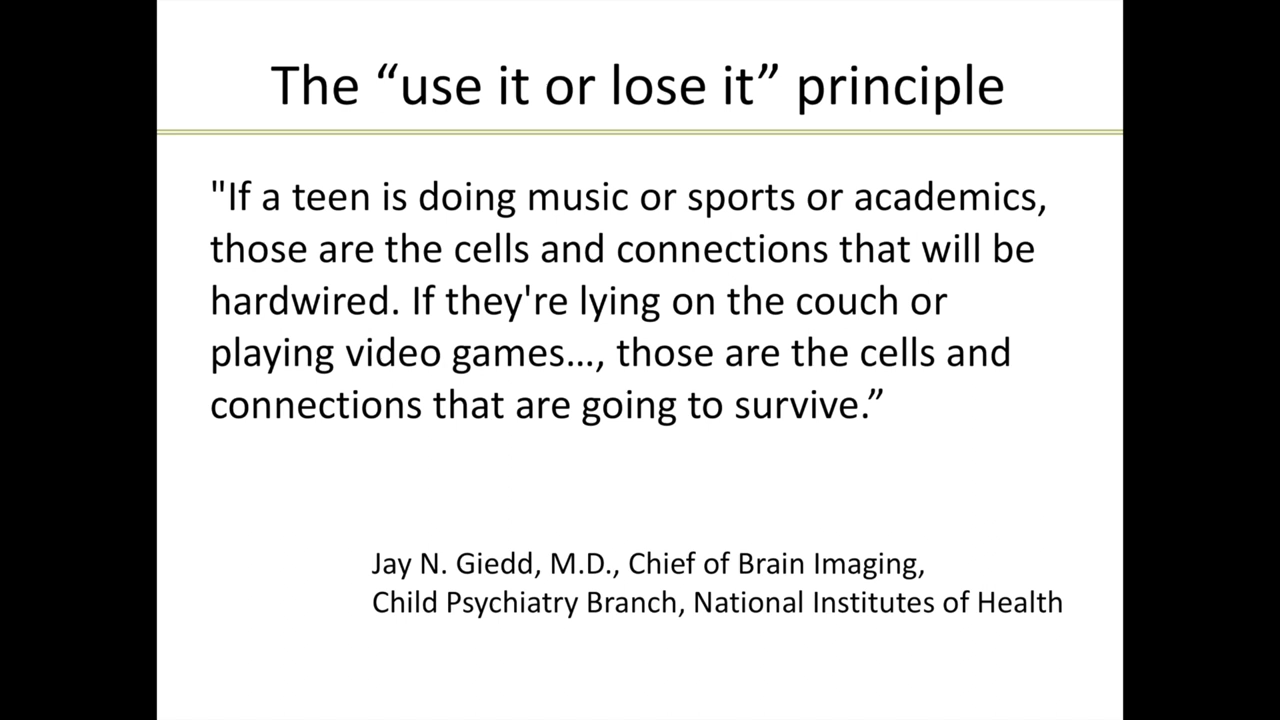 The “use it or lose it” principle
"If a teen is doing music or sports or academics,
those are the cells and connections that will be
hardwired. If they're lying on the couch or
playing video games…, those are the cells and
connections that are going to survive.”
Jay N. Giedd, M.D., Chief of Brain Imaging,
Child Psychiatry Branch, National Institutes of Health